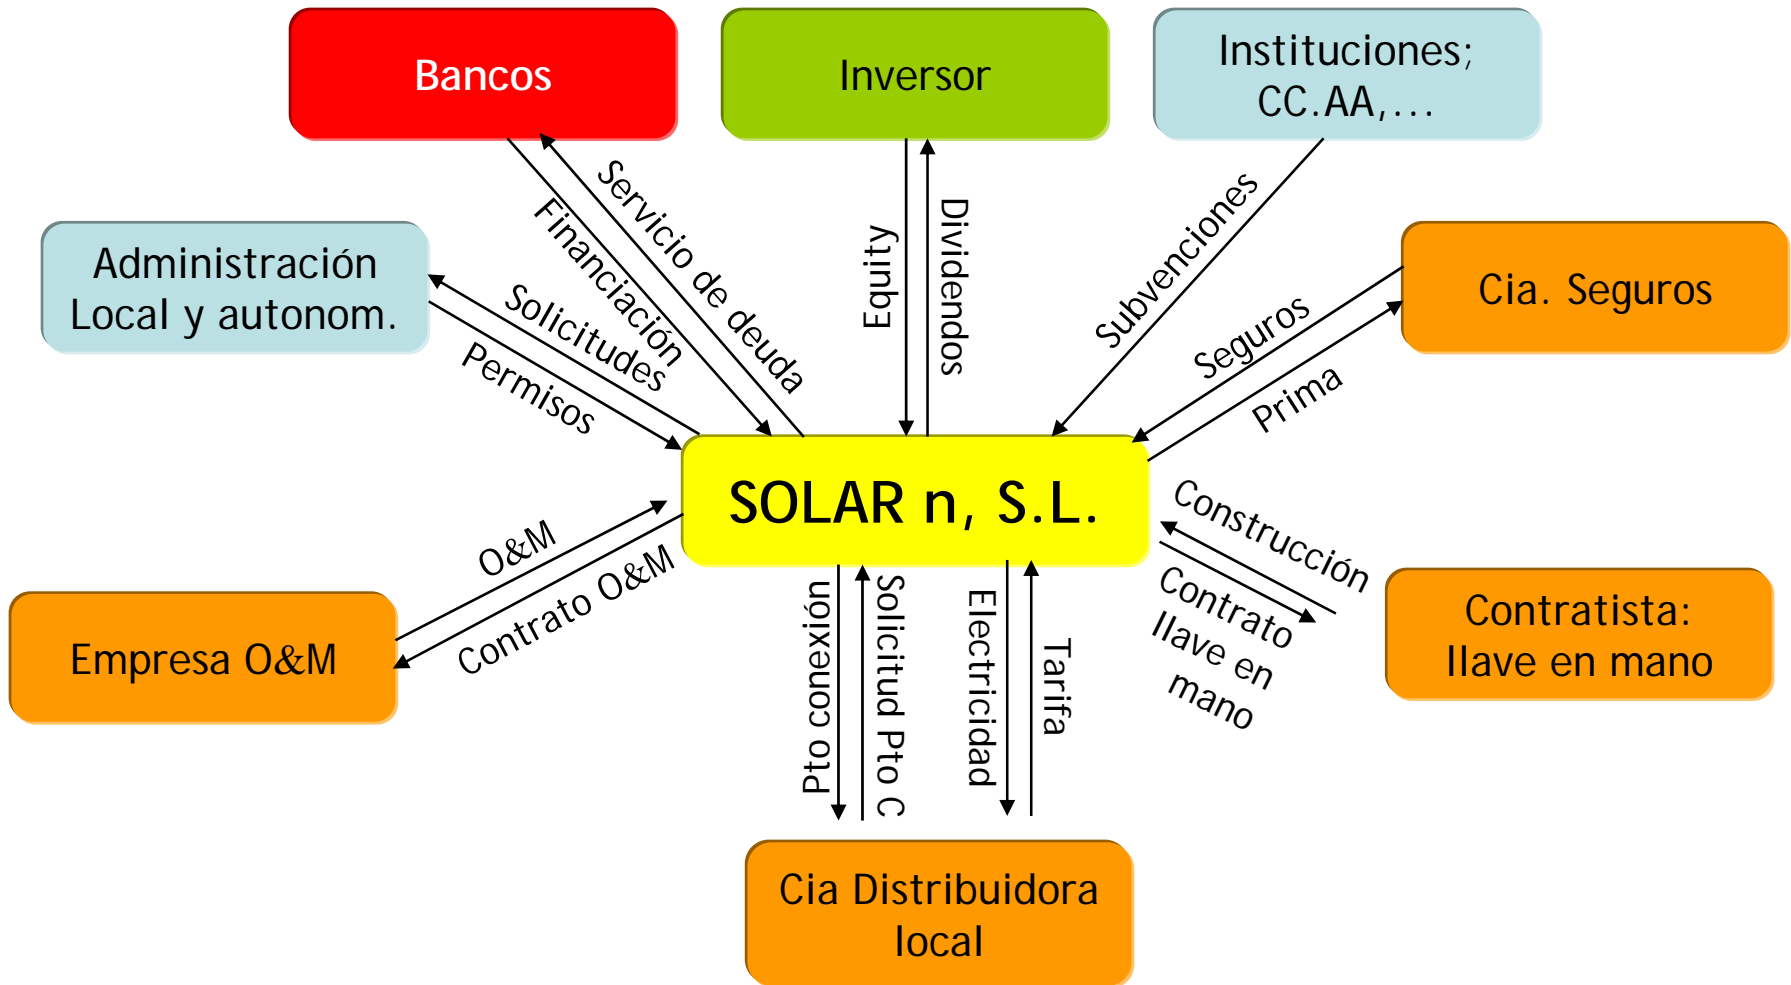 Bancos
Inversor
Instituciones;
CC.AA,...
Administración
Local y autonom.
Cia. Seguros
Servicio de deuda
Financiación
Equity
Dividendos
Subvenciones
Solicitudes
Permisos
Seguros
Prima
SOLAR n, S.L.
O&M
Contrato O&M
Construcción
Contrato
llave en
mano
Empresa O&M
Pto conexión
Solicitud Pto C
Electricidad
Tarifa
Contratista:
llave en mano
Cia Distribuidora
local